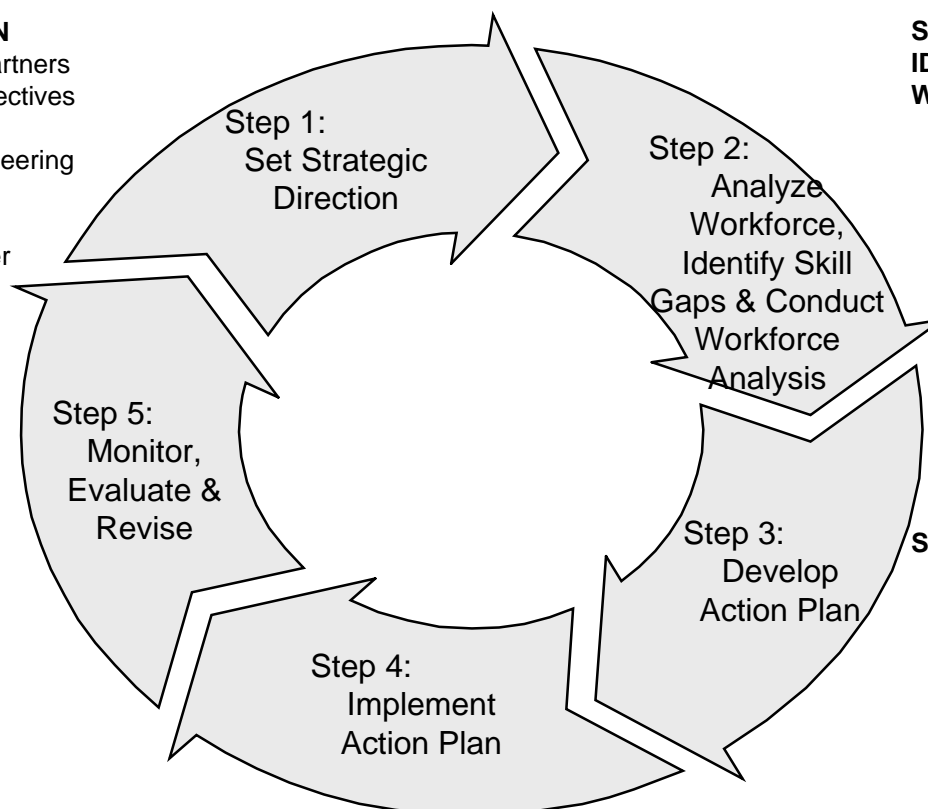 Step 1:
Set Strategic
Direction
Step 2:
Analyze
Workforce,
Identify Skill
Gaps & Conduct
Workforce
Analysis
Step 3:
Develop
Action Plan
Step 4:
Implement
Action Plan
Step 5:
Monitor,
Evaluate &
Revise